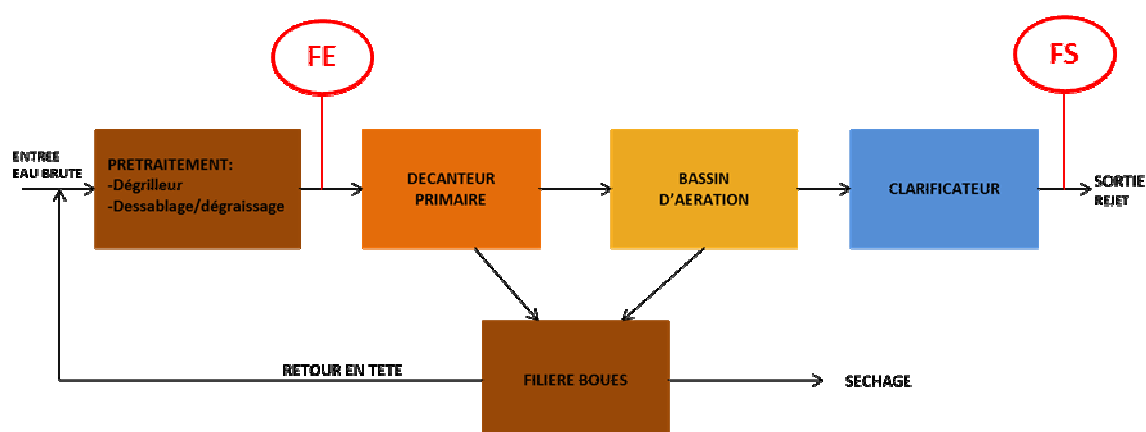 FE
FS
ENTREE
EAU BRUTE
PRETRAITEMENT:
-Dégrilleur
-Dessablage/dégraissage
DECANTEUR
PRIMAIRE
BASSIN
D'AERATION
CLARIFICATEUR
SORTIE
REJET
RETOUR EN TETE
FILIERE BOUES
SECHAGE